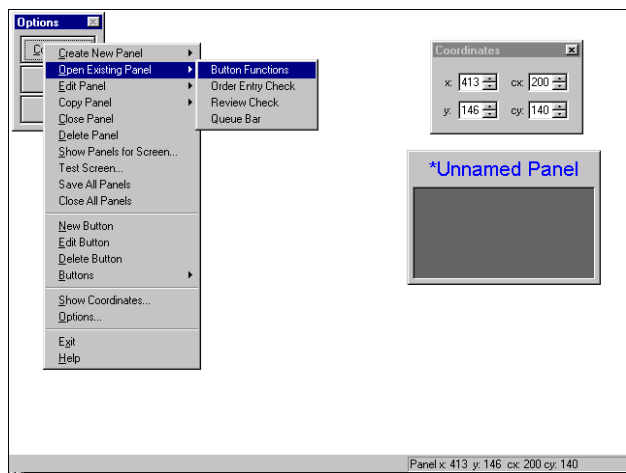 Options
Create New Panel
Open Existing Panel
Edit Panel
Copy Panel
Close Panel
Delete Panel
Show Panels for Screen...
Test Screen...
Save All Panels
Close All Panels
New Button
Edit Button
Delete Button
Buttons
Show Coordinates...
Options...
Exit
Help
Button Functions
Order Entry Check
Review Check
Queue Bar
Coordinates
x: 413 cx: 200
y: 146 cy: 140
*Unnamed Panel
Panel x: 413 y: 146 cx: 200 cy: 140